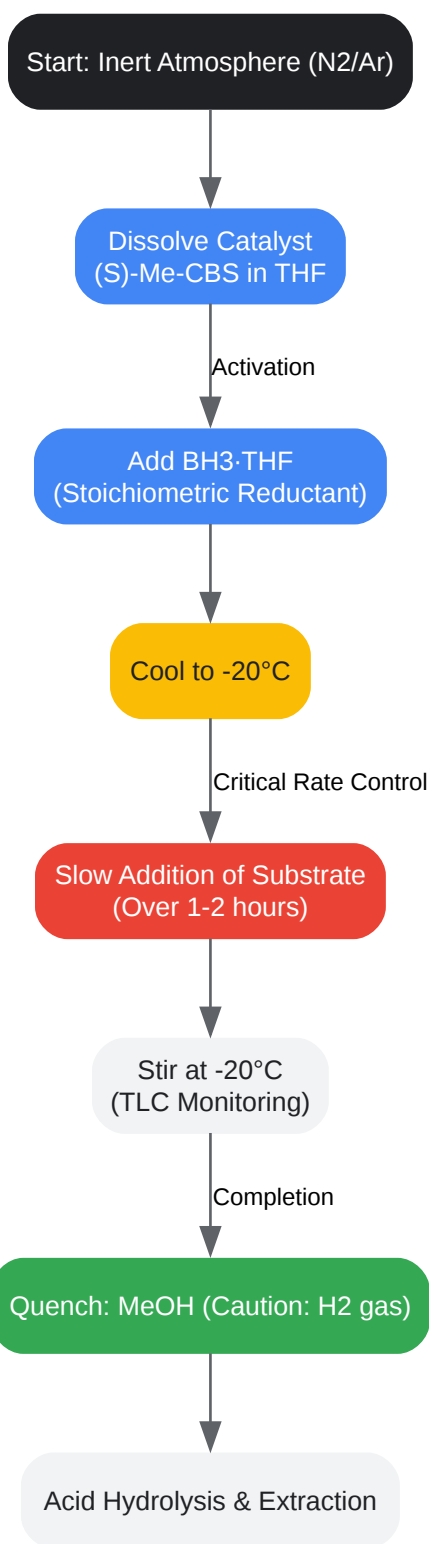 Start: Inert Atmosphere (N2/Ar)
Dissolve Catalyst
(S)-Me-CBS in THF
Activation
Add BH3·THF
(Stoichiometric Reductant)
Cool to -20°C
Critical Rate Control
Slow Addition of Substrate
(Over 1-2 hours)
Stir at -20°C
(TLC Monitoring)
Completion
Quench: MeOH (Caution: H2 gas)
Acid Hydrolysis & Extraction